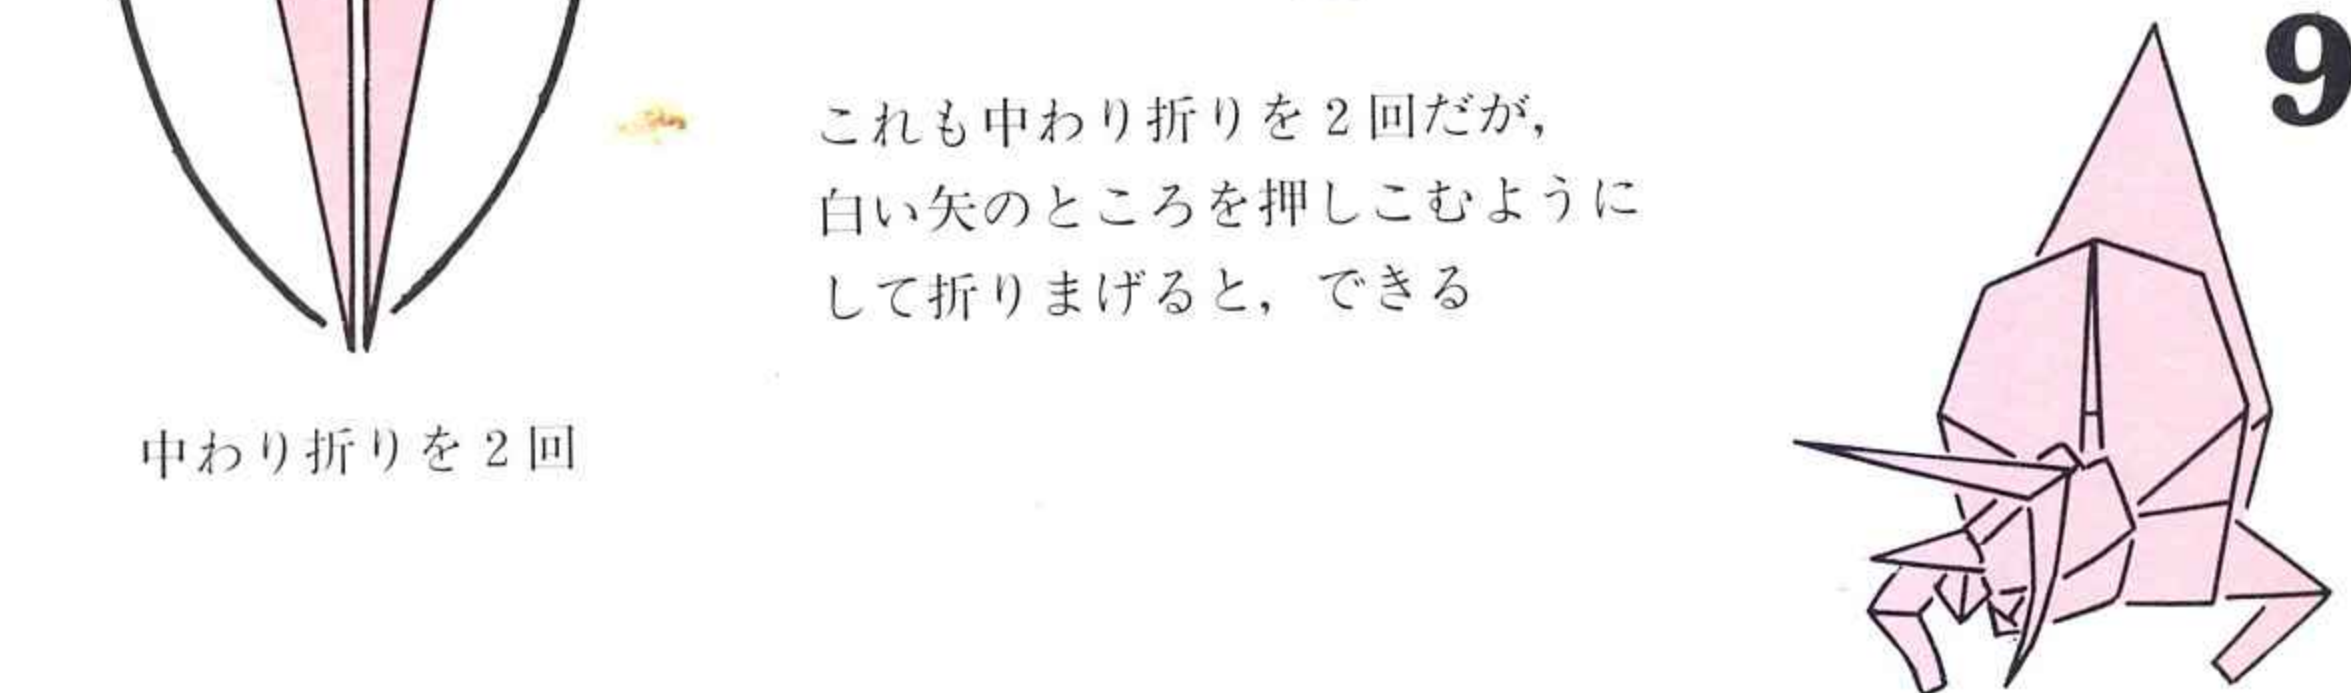 9
これも中わり折りを2回だが,
白い矢のところを押しこむように
して折りまげると, できる
中わり折りを2回